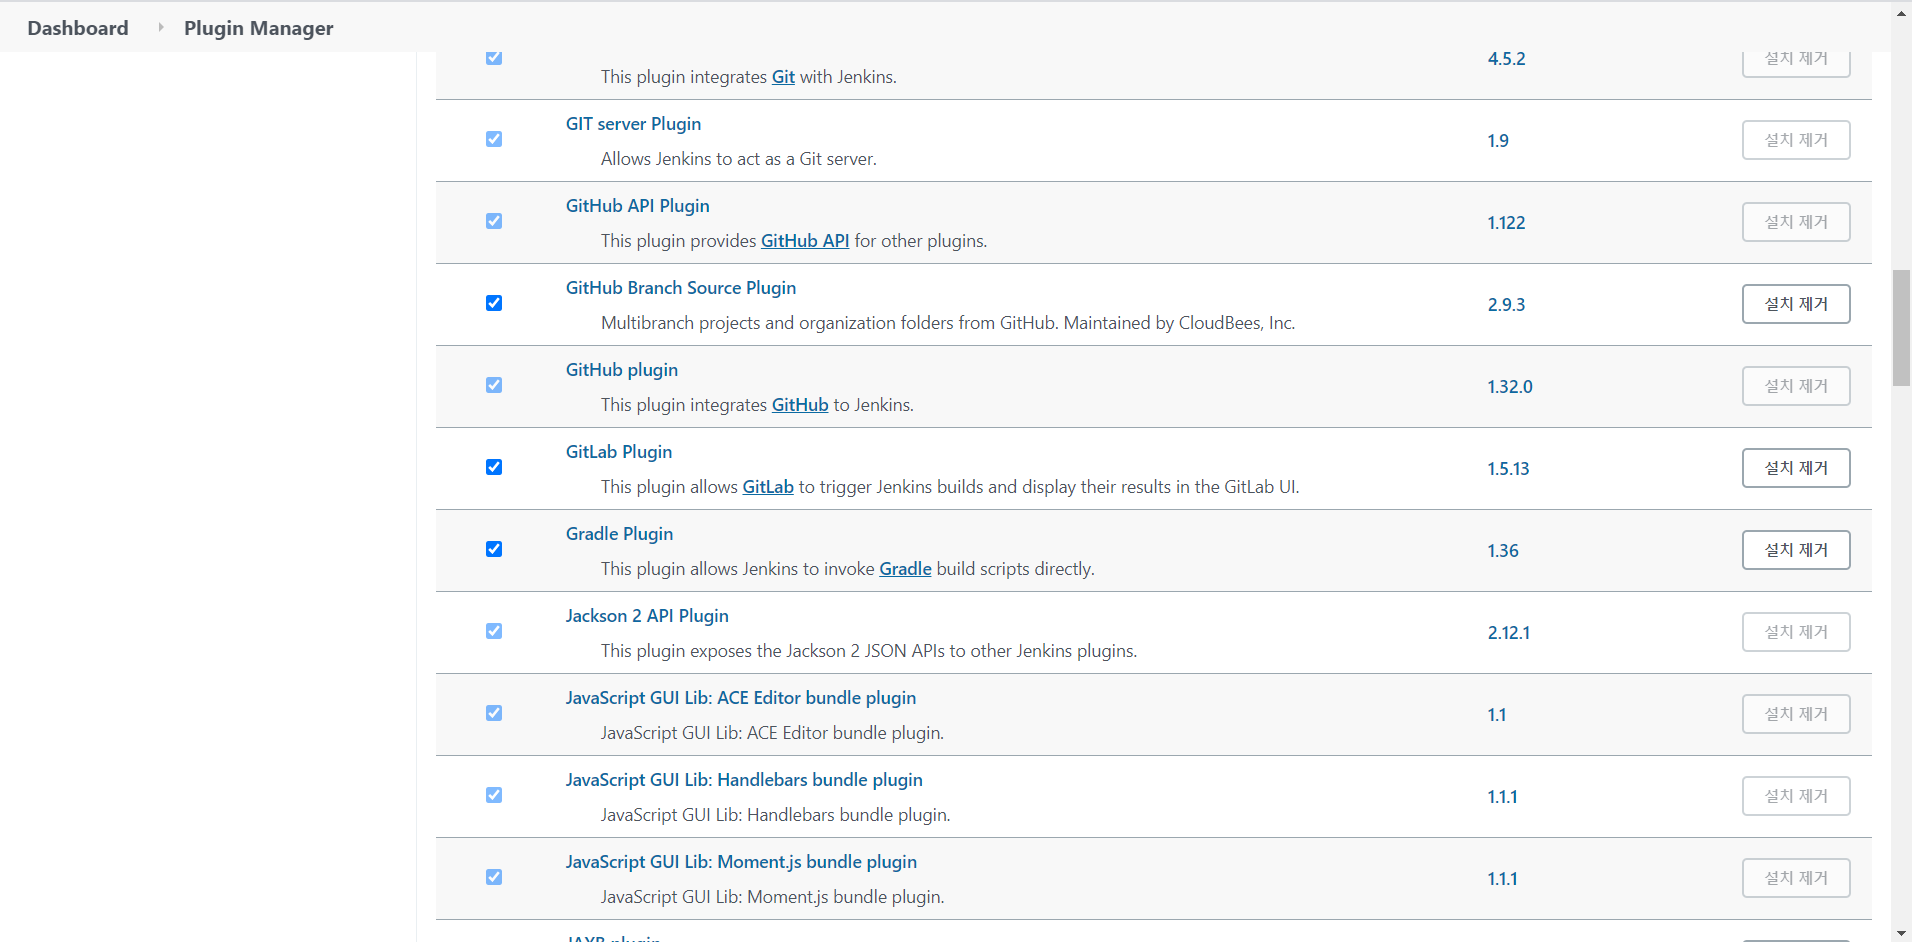 Dashboard Plugin Manager
4.5.2 설치 제거
This plugin integrates Git with Jenkins.
GIT server Plugin
1.9 설치 제거
Allows Jenkins to act as a Git server.
GitHub API Plugin
1.122 설치 제거
This plugin provides GitHub API for other plugins.
GitHub Branch Source Plugin
2.9.3 설치 제거
Multibranch projects and organization folders from GitHub. Maintained by CloudBees, Inc.
GitHub plugin
1.32.0 설치 제거
This plugin integrates GitHub to Jenkins.
GitLab Plugin
1.5.13 설치 제거
This plugin allows GitLab to trigger Jenkins builds and display their results in the GitLab UI.
Gradle Plugin
1.36 설치 제거
This plugin allows Jenkins to invoke Gradle build scripts directly.
Jackson 2 API Plugin
2.12.1 설치 제거
This plugin exposes the Jackson 2 JSON APIs to other Jenkins plugins.
JavaScript GUI Lib: ACE Editor bundle plugin
1.1 설치 제거
JavaScript GUI Lib: ACE Editor bundle plugin.
JavaScript GUI Lib: Handlebars bundle plugin
1.1.1 설치 제거
JavaScript GUI Lib: Handlebars bundle plugin.
JavaScript GUI Lib: Moment.js bundle plugin
1.1.1 설치 제거
JavaScript GUI Lib: Moment.js bundle plugin.
JAXB plugin